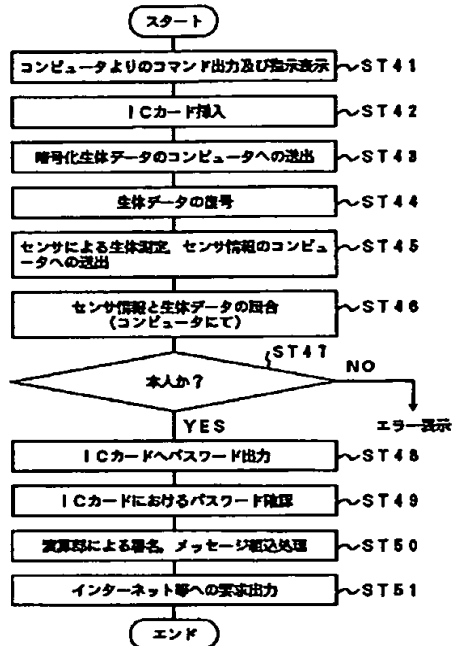 スタート
コンピュータよりのコマンド出力及び指示表示
ST41
ICカード挿入
ST42
暗号化生体データのコンピュータへの送出
ST43
生体データの復号
ST44
センサによる生体測定，センサ情報のコンピュ
ータへの送出
ST45
センサ情報と生体データの照合
(コンピュータにて)
ST46
ST47
本人か？
NO
エラー表示
YES
ICカードへパスワード出力
ST48
ICカードにおけるパスワード確認
ST49
演算部による署名，メッセージ組込処理
ST50
インターネット等への要求出力
ST51
エンド